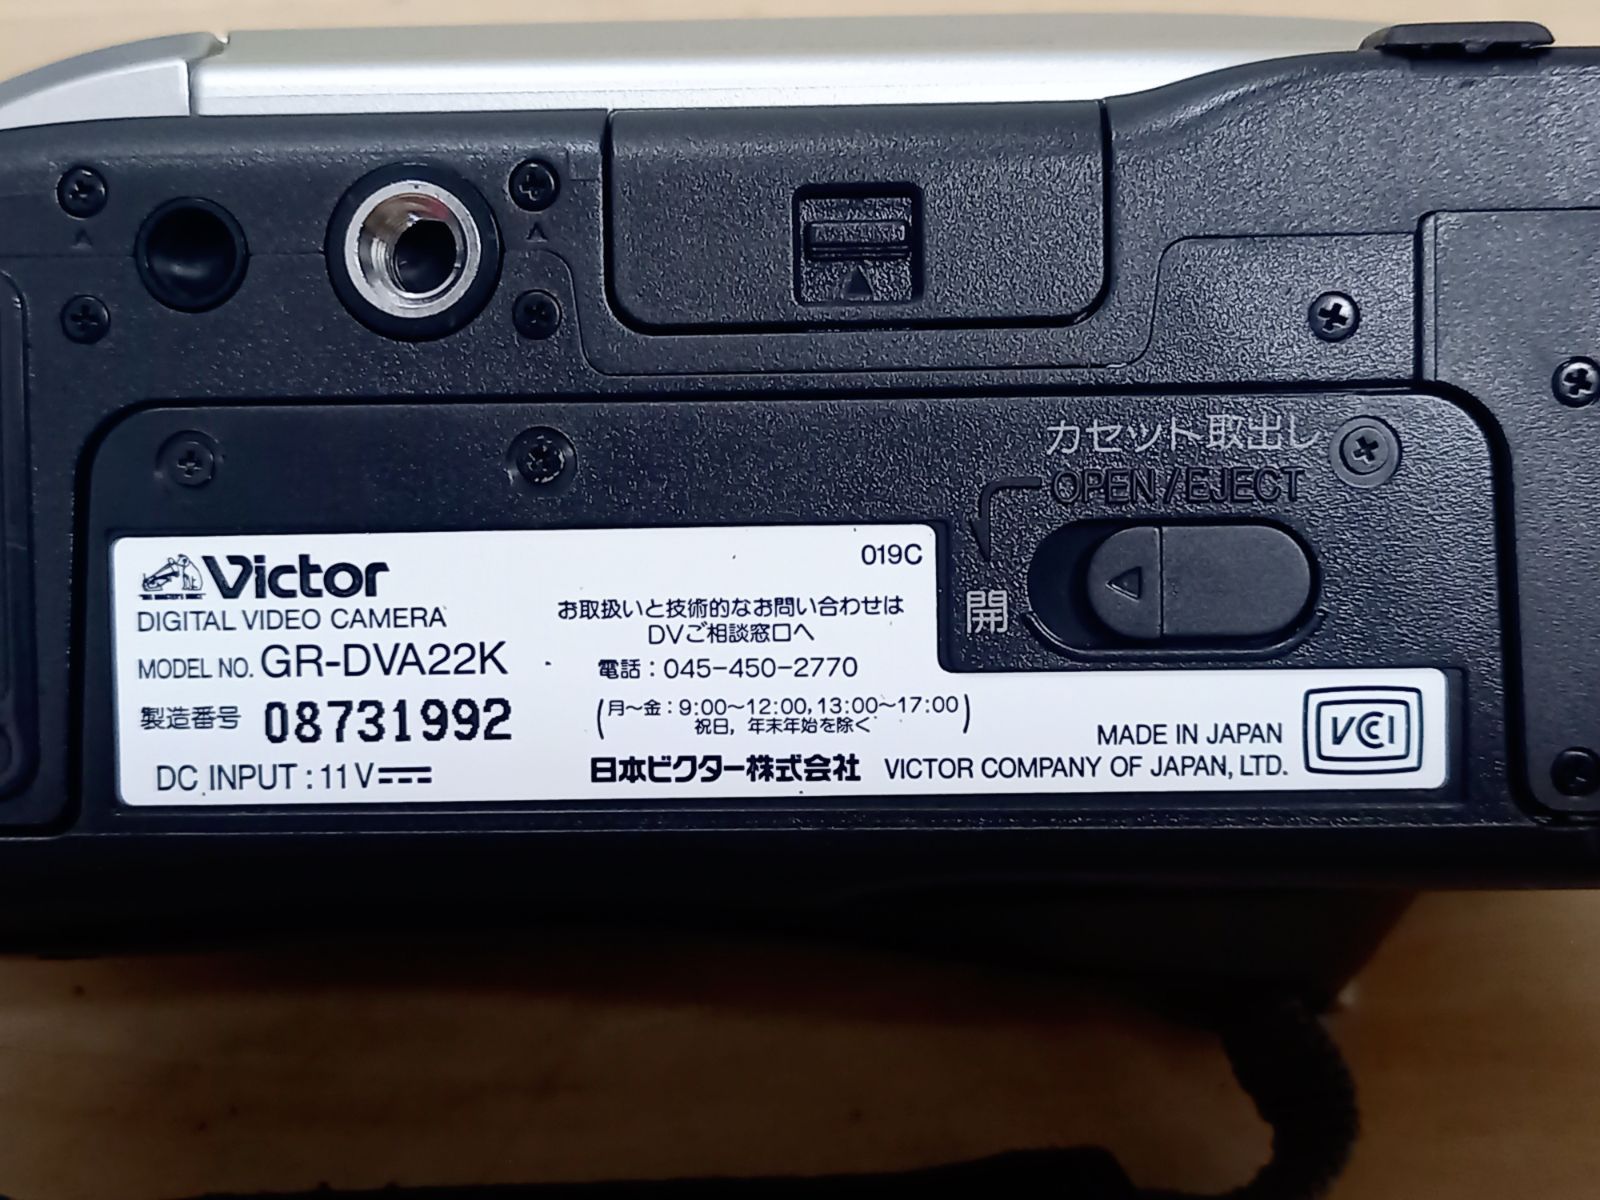 カセット取出し
OPEN/EJECT
開
Victor
019C
"HIS MASTER'S VOICE"
DIGITAL VIDEO CAMERA
MODEL NO. GR-DVA22K
製造番号 08731992
DC INPUT : 11V
お取扱いと技術的なお問い合わせは
DVご相談窓口へ
電話：045-450-2770
(月〜金：9:00〜12:00, 13:00〜17:00
祝日，年末年始を除く)
日本ビクター株式会社 VICTOR COMPANY OF JAPAN, LTD.
MADE IN JAPAN
VCCI